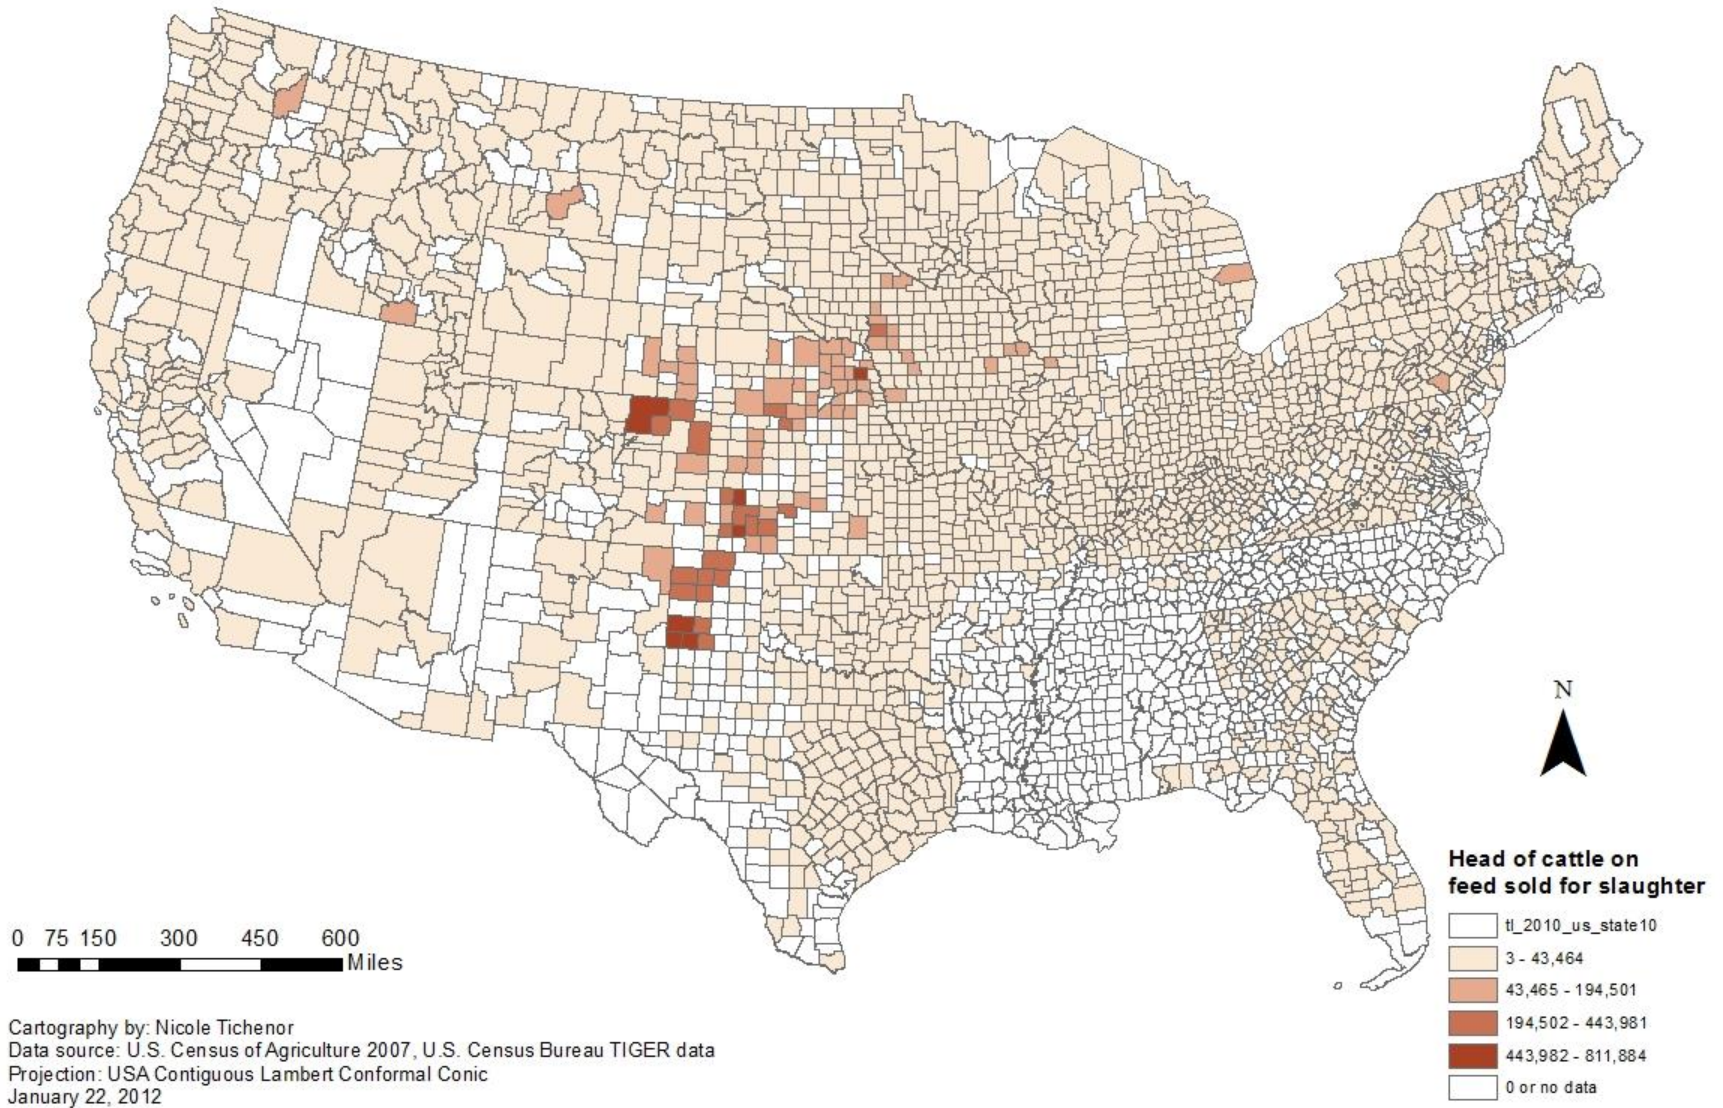 N
Head of cattle on
feed sold for slaughter
tl_2010_us_state10
3 - 43,464
43,465 - 194,501
194,502 - 443,981
443,982 - 811,884
0 or no data
0 75 150 300 450 600
Miles
Cartography by: Nicole Tichenor
Data source: U.S. Census of Agriculture 2007, U.S. Census Bureau TIGER data
Projection: USA Contiguous Lambert Conformal Conic
January 22, 2012